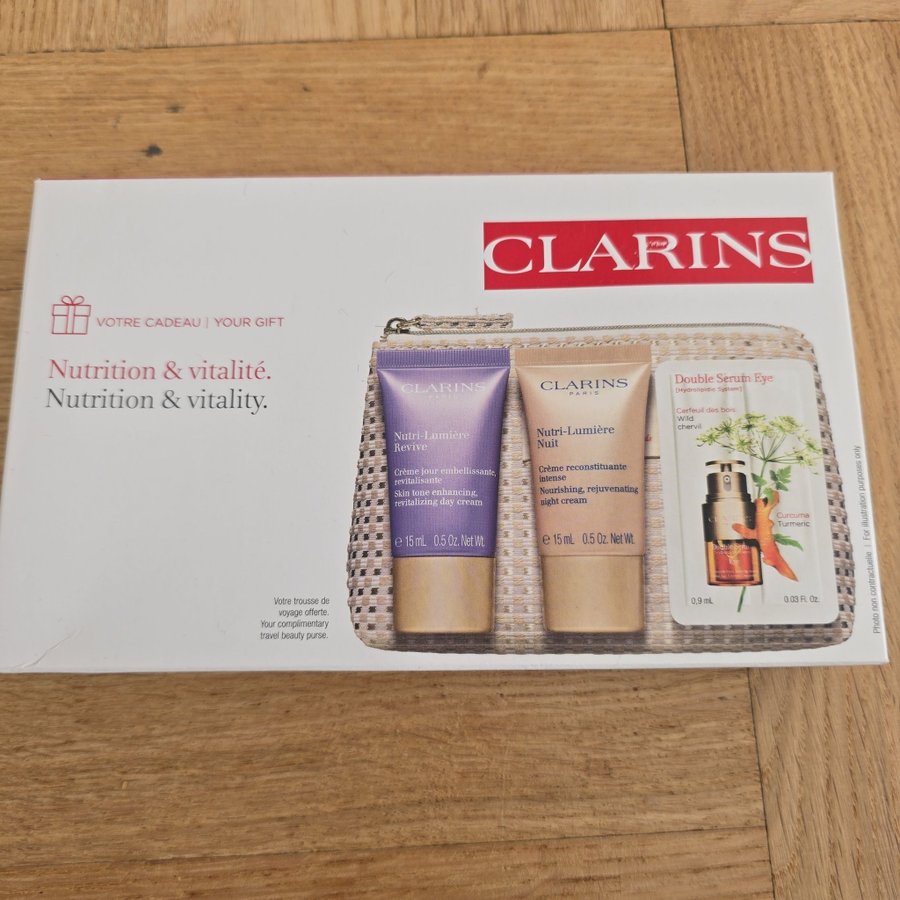 CLARINS
VOTRE CADEAU | YOUR GIFT
Nutrition & vitalité.
Nutrition & vitality.
CLARINS
PARIS
Nutri-Lumière
Revive
Crème jour embellissante,
revitalisante
Skin tone enhancing,
revitalizing day cream
℮ 15 mL 0.5 Oz. Net Wt.
CLARINS
PARIS
Nutri-Lumière
Nuit
Crème reconstituante
intense
Nourishing, rejuvenating
night cream
℮ 15 mL 0.5 Oz. Net Wt.
Double Serum Eye
[Hydrolipidic System]
Cerfeuil des bois
Wild
chervil
Curcuma
Turmeric
CLARINS
0,9 mL 0.03 Fl. Oz.
Votre trousse de
voyage offerte.
Your complimentary
travel beauty purse.
Photo non contractuelle | For illustration purposes only